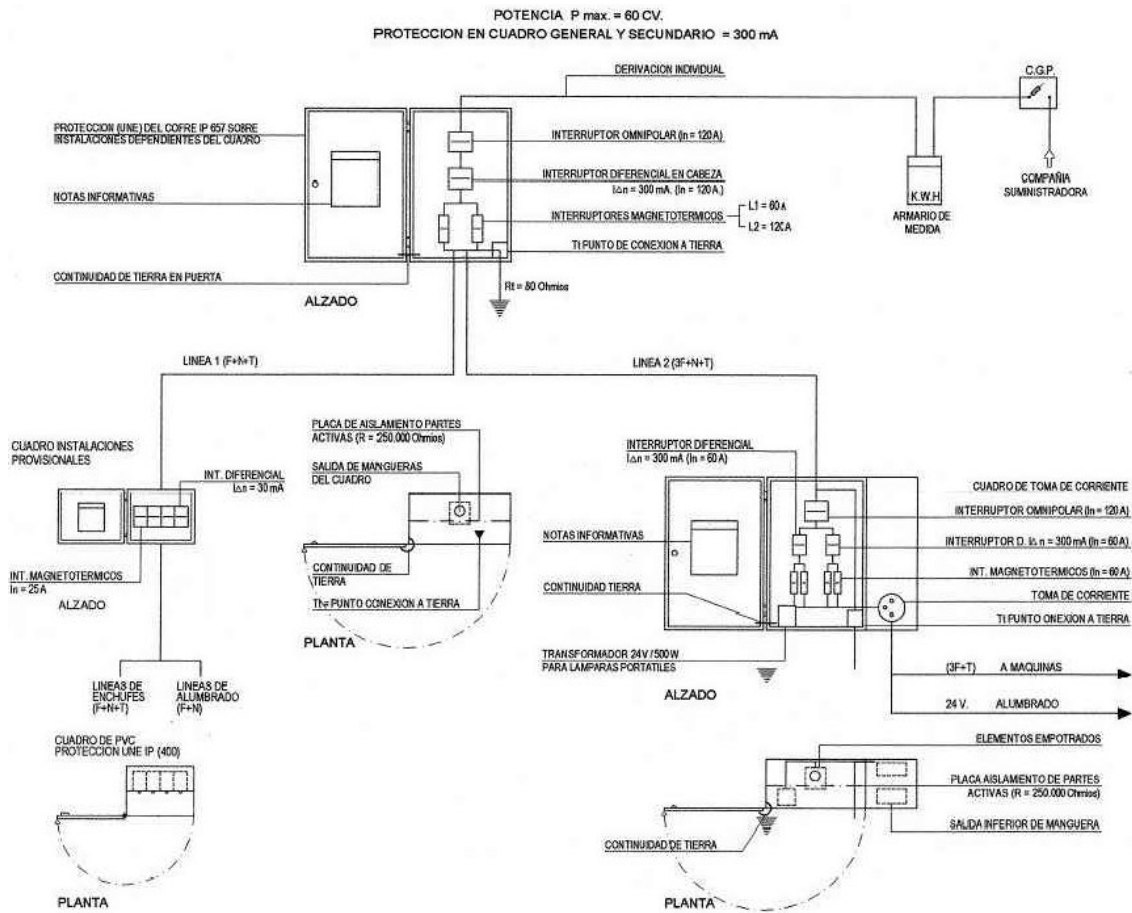 POTENCIA P max. = 60 CV.
PROTECCION EN CUADRO GENERAL Y SECUNDARIO = 300 mA
DERIVACION INDIVIDUAL
C.G.P.
PROTECCION (UNE) DEL COFRE IP 657 SOBRE
INSTALACIONES DEPENDIENTES DEL CUADRO
INTERRUPTOR OMNIPOLAR (In = 120 A)
INTERRUPTOR DIFERENCIAL EN CABEZA
I△n = 300 mA. (In = 120 A.)
COMPAÑIA
SUMINISTRADORA
NOTAS INFORMATIVAS
K.W.H.
ARMARIO DE
MEDIDA
INTERRUPTORES MAGNETOTERMICOS
L1 = 60 A
L2 = 120 A
Tt PUNTO DE CONEXION A TIERRA
CONTINUIDAD DE TIERRA EN PUERTA
Rt = 80 Ohmios
ALZADO
LINEA 1 (F+N+T)
LINEA 2 (3F+N+T)
CUADRO INSTALACIONES
PROVISIONALES
INT. DIFERENCIAL
I△n = 30 mA
INT. MAGNETOTERMICOS
In = 25 A
ALZADO
LINEAS DE
ENCHUFES
(F+N+T)
LINEAS DE
ALUMBRADO
(F+N)
CUADRO DE PVC
PROTECCION UNE IP (400)
PLANTA
PLACA DE AISLAMIENTO PARTES
ACTIVAS (R = 250.000 Ohmios)
SALIDA DE MANGUERAS
DEL CUADRO
CONTINUIDAD DE
TIERRA
PUNTO CONEXION A TIERRA
PLANTA
INTERRUPTOR DIFERENCIAL
I△n = 300 mA (In = 60 A)
CUADRO DE TOMA DE CORRIENTE
INTERRUPTOR OMNIPOLAR (In = 120 A)
NOTAS INFORMATIVAS
INTERRUPTOR D. I△n = 300 mA (In = 60 A)
INT. MAGNETOTERMICOS (In = 60 A)
CONTINUIDAD TIERRA
TOMA DE CORRIENTE
Tt PUNTO ONEXION A TIERRA
TRANSFORMADOR 24V / 500W
PARA LAMPARAS PORTATILES
ALZADO
(3F+T) A MAQUINAS
24 V. ALUMBRADO
ELEMENTOS EMPOTRADOS
PLACA AISLAMIENTO DE PARTES
ACTIVAS (R = 250.000 Ohmios)
SALIDA INFERIOR DE MANGUERA
CONTINUIDAD DE TIERRA
PLANTA